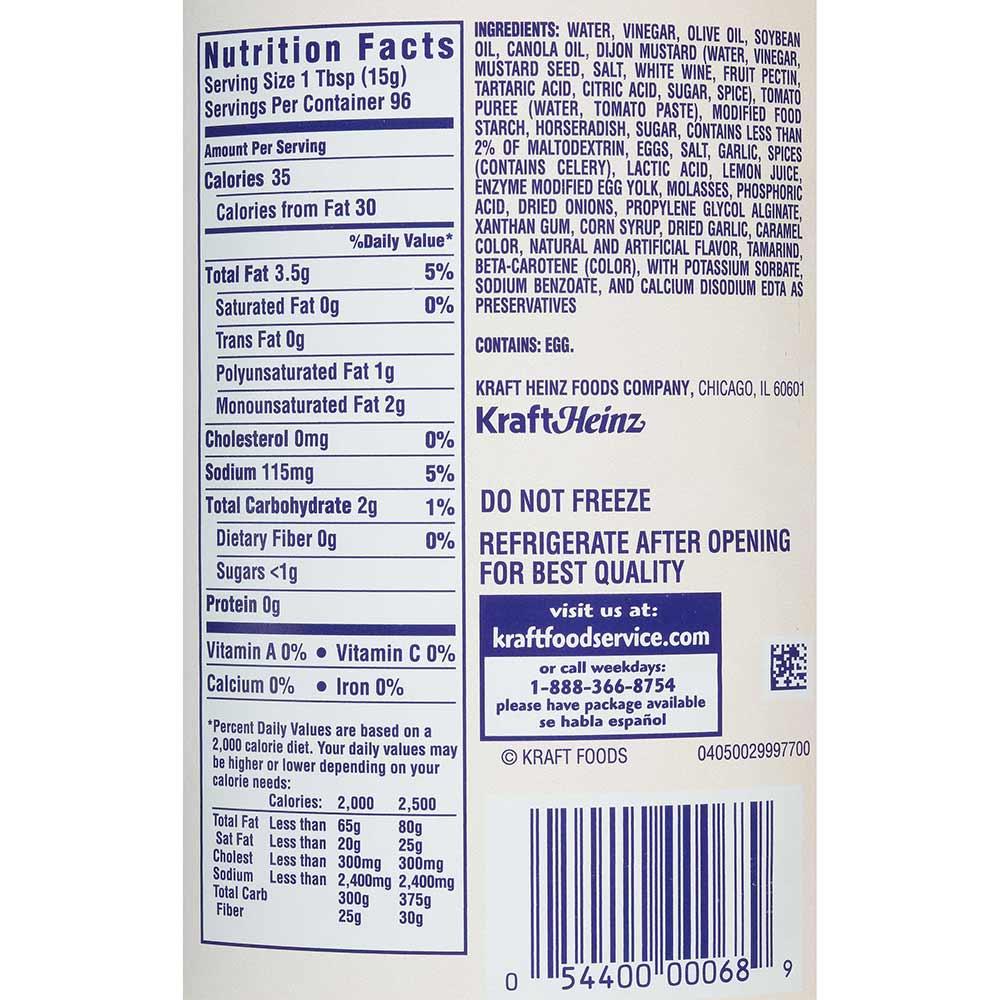 Nutrition Facts
Serving Size 1 Tbsp (15g)
Servings Per Container 96
Amount Per Serving
Calories 35
Calories from Fat 30
%Daily Value*
Total Fat 3.5g 5%
Saturated Fat 0g 0%
Trans Fat 0g
Polyunsaturated Fat 1g
Monounsaturated Fat 2g
Cholesterol 0mg 0%
Sodium 115mg 5%
Total Carbohydrate 2g 1%
Dietary Fiber 0g 0%
Sugars <1g
Protein 0g
Vitamin A 0% • Vitamin C 0%
Calcium 0% • Iron 0%
*Percent Daily Values are based on a
2,000 calorie diet. Your daily values may
be higher or lower depending on your
calorie needs:
Calories: 2,000 2,500
Total Fat Less than 65g 80g
Sat Fat Less than 20g 25g
Cholest Less than 300mg 300mg
Sodium Less than 2,400mg 2,400mg
Total Carb 300g 375g
Fiber 25g 30g
INGREDIENTS: WATER, VINEGAR, OLIVE OIL, SOYBEAN
OIL, CANOLA OIL, DIJON MUSTARD (WATER, VINEGAR,
MUSTARD SEED, SALT, WHITE WINE, FRUIT PECTIN,
TARTARIC ACID, CITRIC ACID, SUGAR, SPICE), TOMATO
PUREE (WATER, TOMATO PASTE), MODIFIED FOOD
STARCH, HORSERADISH, SUGAR, CONTAINS LESS THAN
2% OF MALTODEXTRIN, EGGS, SALT, GARLIC, SPICES
(CONTAINS CELERY), LACTIC ACID, LEMON JUICE,
ENZYME MODIFIED EGG YOLK, MOLASSES, PHOSPHORIC
ACID, DRIED ONIONS, PROPYLENE GLYCOL ALGINATE,
XANTHAN GUM, CORN SYRUP, DRIED GARLIC, CARAMEL
COLOR, NATURAL AND ARTIFICIAL FLAVOR, TAMARIND,
BETA-CAROTENE (COLOR), WITH POTASSIUM SORBATE,
SODIUM BENZOATE, AND CALCIUM DISODIUM EDTA AS
PRESERVATIVES
CONTAINS: EGG.
KRAFT HEINZ FOODS COMPANY, CHICAGO, IL 60601
KraftHeinz
DO NOT FREEZE
REFRIGERATE AFTER OPENING
FOR BEST QUALITY
visit us at:
kraftfoodservice.com
or call weekdays:
1-888-366-8754
please have package available
se habla español
© KRAFT FOODS 04050029997700
0 54400 00068 9